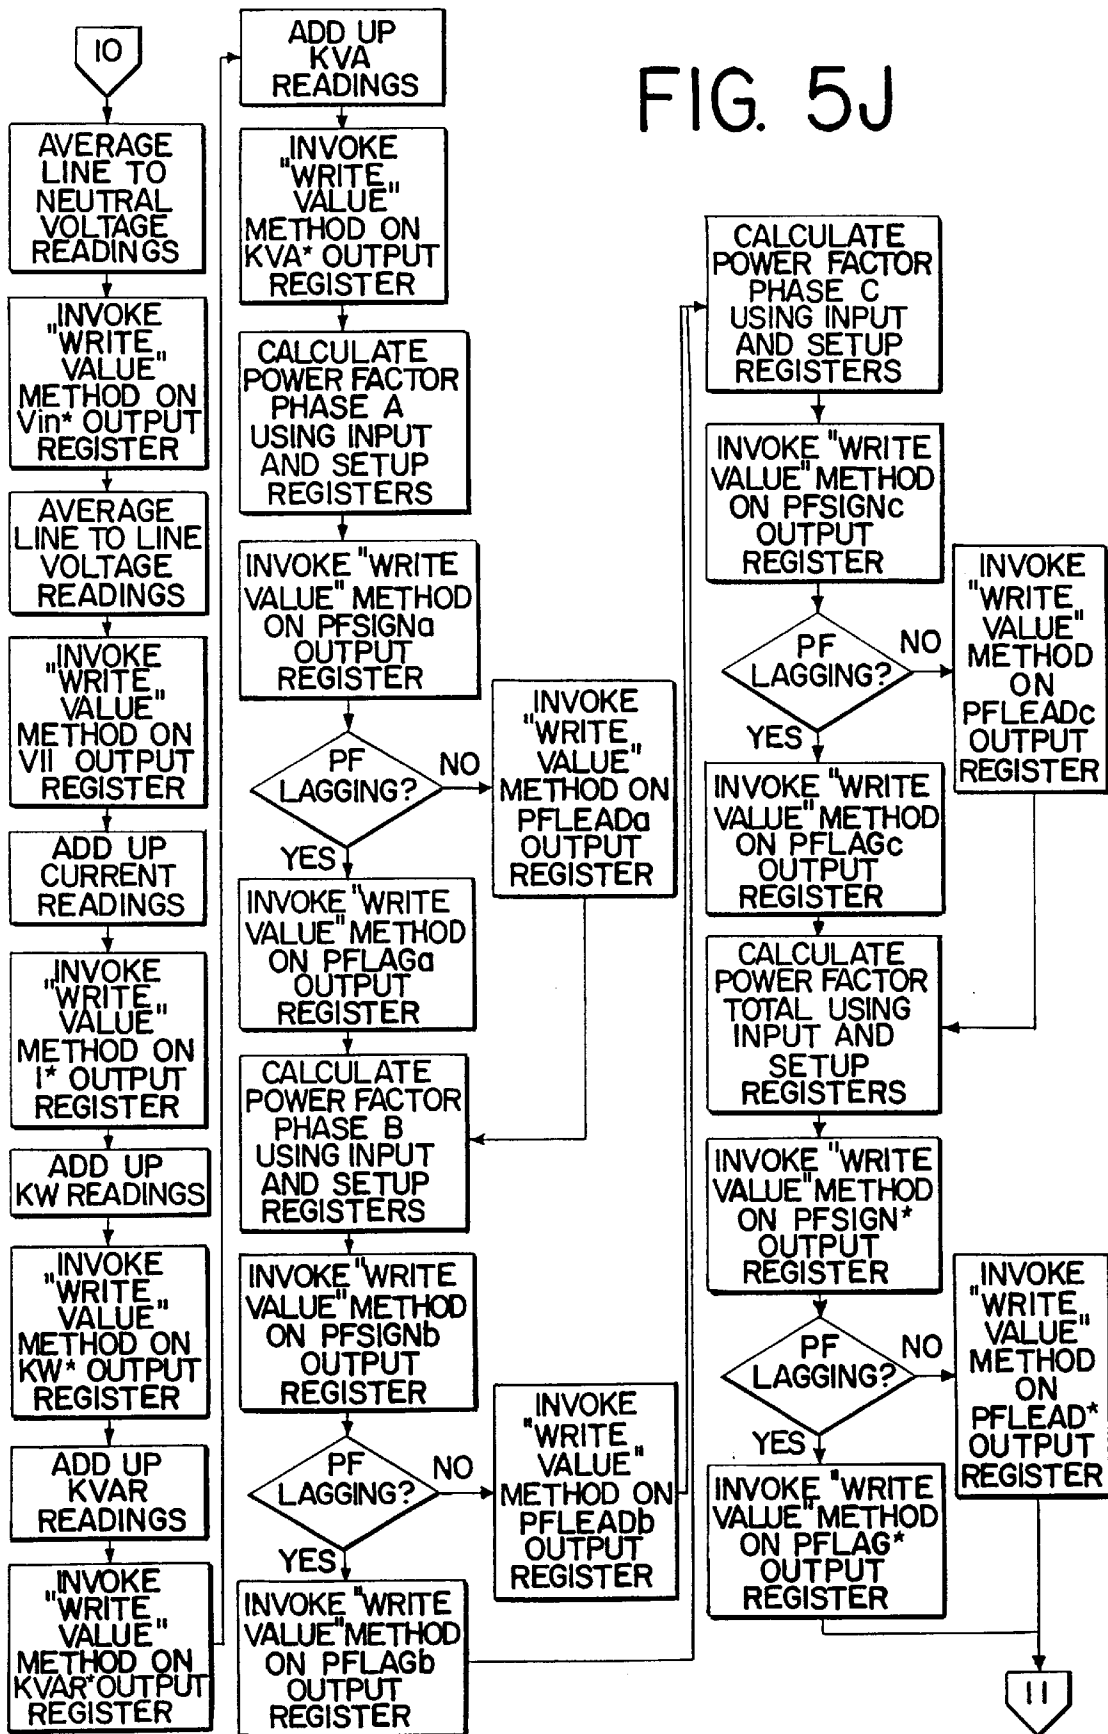 FIG. 5J
10
AVERAGE
LINE TO
NEUTRAL
VOLTAGE
READINGS
INVOKE
"WRITE
VALUE"
METHOD ON
Vin* OUTPUT
REGISTER
AVERAGE
LINE TO LINE
VOLTAGE
READINGS
INVOKE
"WRITE
VALUE"
METHOD ON
VII OUTPUT
REGISTER
ADD UP
CURRENT
READINGS
INVOKE
"WRITE
VALUE"
METHOD ON
I* OUTPUT
REGISTER
ADD UP
KW READINGS
INVOKE
"WRITE
VALUE"
METHOD ON
KW* OUTPUT
REGISTER
ADD UP
KVAR
READINGS
INVOKE
"WRITE
VALUE"
METHOD ON
KVAR* OUTPUT
REGISTER
ADD UP
KVA
READINGS
INVOKE
"WRITE
VALUE"
METHOD ON
KVA* OUTPUT
REGISTER
CALCULATE
POWER FACTOR
PHASE A
USING INPUT
AND SETUP
REGISTERS
INVOKE "WRITE
VALUE" METHOD
ON PFSIGNa
OUTPUT
REGISTER
PF
LAGGING?
NO
YES
INVOKE
"WRITE
VALUE"
METHOD ON
PFLEADa
OUTPUT
REGISTER
INVOKE "WRITE
VALUE" METHOD
ON PFLAGa
OUTPUT
REGISTER
CALCULATE
POWER FACTOR
PHASE B
USING INPUT
AND SETUP
REGISTERS
INVOKE "WRITE
VALUE" METHOD
ON PFSIGNb
OUTPUT
REGISTER
PF
LAGGING?
NO
YES
INVOKE
"WRITE
VALUE"
METHOD ON
PFLEADb
OUTPUT
REGISTER
INVOKE "WRITE
VALUE" METHOD
ON PFLAGb
OUTPUT
REGISTER
CALCULATE
POWER FACTOR
PHASE C
USING INPUT
AND SETUP
REGISTERS
INVOKE "WRITE
VALUE" METHOD
ON PFSIGNc
OUTPUT
REGISTER
PF
LAGGING?
NO
YES
INVOKE
"WRITE
VALUE"
METHOD
ON
PFLEADc
OUTPUT
REGISTER
INVOKE "WRITE
VALUE" METHOD
ON PFLAGc
OUTPUT
REGISTER
CALCULATE
POWER FACTOR
TOTAL USING
INPUT AND
SETUP
REGISTERS
INVOKE "WRITE
VALUE" METHOD
ON PFSIGN*
OUTPUT
REGISTER
PF
LAGGING?
NO
YES
INVOKE
"WRITE
VALUE"
METHOD
ON
PFLEAD*
OUTPUT
REGISTER
INVOKE "WRITE
VALUE" METHOD
ON PFLAG*
OUTPUT
REGISTER
11